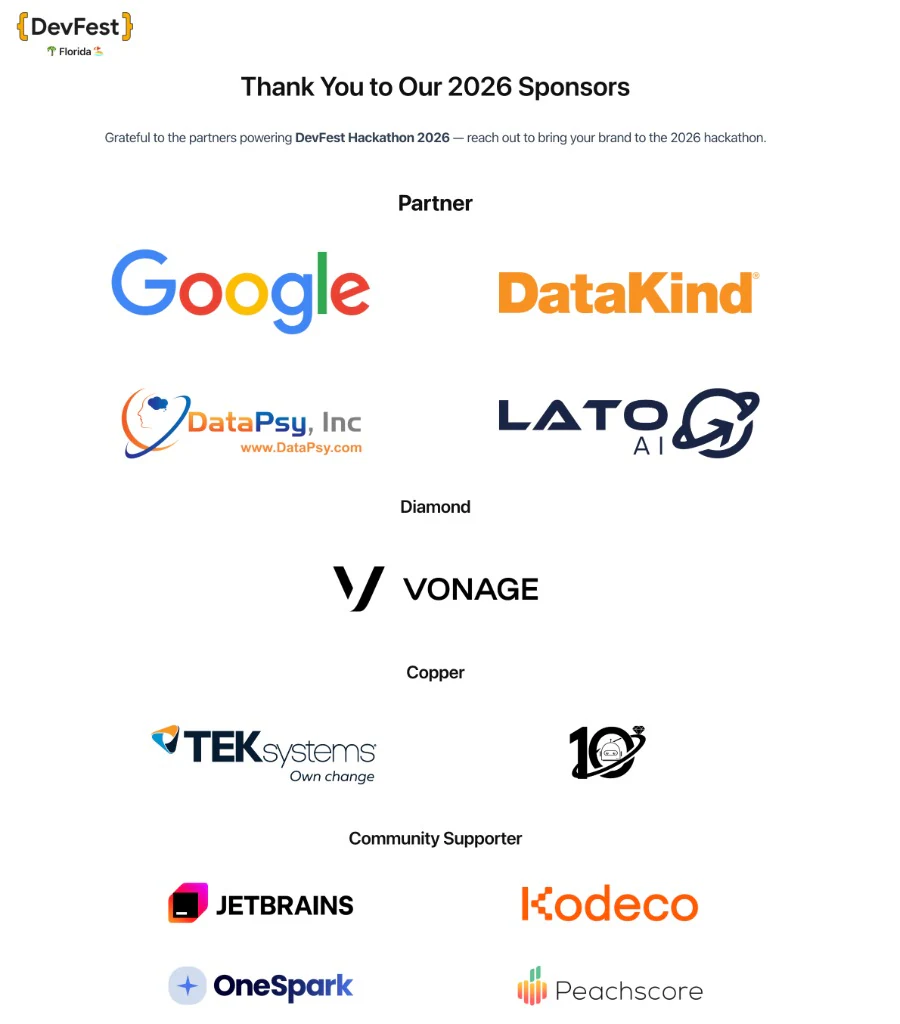 {DevFest}
🌴 Florida 🏖️
Thank You to Our 2026 Sponsors
Grateful to the partners powering DevFest Hackathon 2026 — reach out to bring your brand to the 2026 hackathon.
Partner
Google
DataKind®
DataPsy, Inc
www.DataPsy.com
LATO
AI
Diamond
VONAGE
Copper
TEKsystems
Own change
10
Community Supporter
JETBRAINS
Kodeco
OneSpark
Peachscore